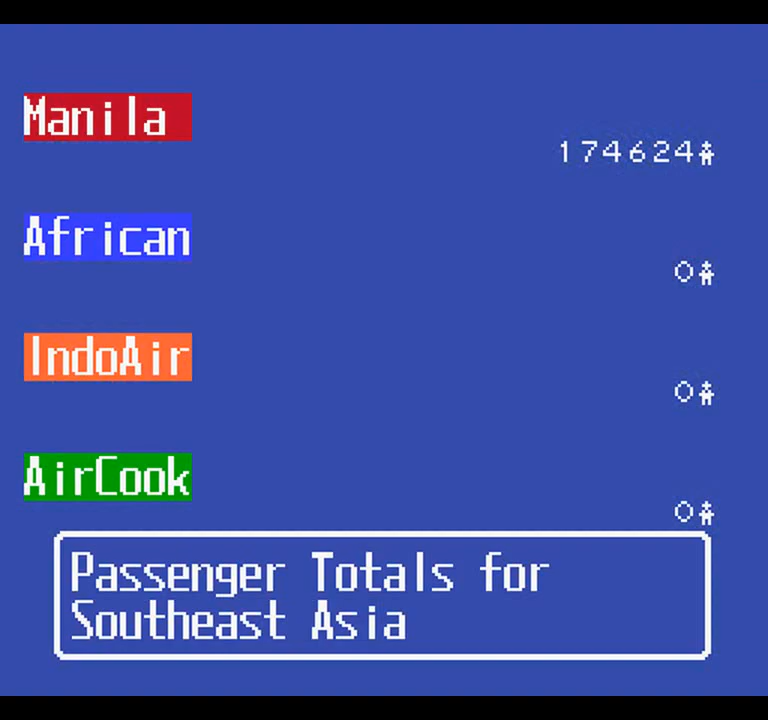 Manila
174624
African
0
IndoAir
0
AirCook
0
Passenger Totals for
Southeast Asia